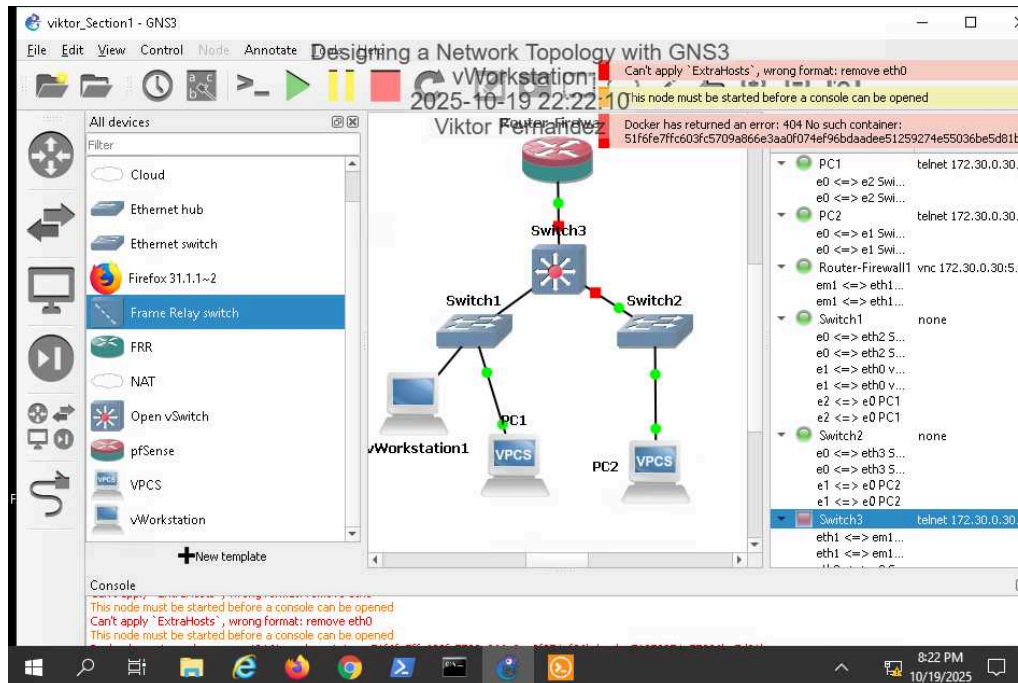 viktor_Section1 - GNS3
File Edit View Control Node Annotate Tools Help
Designing a Network Topology with GNS3
vWorkstation
2025-10-19 22:22:10
Viktor Fernandez
Can't apply `ExtraHosts`, wrong format: remove eth0
This node must be started before a console can be opened
Docker has returned an error: 404 No such container:
51f6fe7ffc603fc5709a866e3aa0f074ef96bdaadee51259274e55036be5d81b
All devices
Filter
Cloud
Ethernet hub
Ethernet switch
Firefox 31.1.1~2
Frame Relay switch
FRR
NAT
Open vSwitch
pfSense
VPCS
vWorkstation
New template
Switch3
Switch1
Switch2
vWorkstation1
PC1
VPCS
PC2
VPCS
PC1 telnet 172.30.0.30.
e0 <=> e2 Swi...
e0 <=> e2 Swi...
PC2 telnet 172.30.0.30.
e0 <=> e1 Swi...
e0 <=> e1 Swi...
Router-Firewall1 vnc 172.30.0.30:5.
em1 <=> eth1...
em1 <=> eth1...
Switch1 none
e0 <=> eth2 S...
e0 <=> eth2 S...
e1 <=> eth0 v...
e1 <=> eth0 v...
e2 <=> e0 PC1
e2 <=> e0 PC1
Switch2 none
e0 <=> eth3 S...
e0 <=> eth3 S...
e1 <=> e0 PC2
e1 <=> e0 PC2
Switch3 telnet 172.30.0.30.
eth1 <=> em1...
eth1 <=> em1...
Console
This node must be started before a console can be opened
Can't apply `ExtraHosts`, wrong format: remove eth0
This node must be started before a console can be opened
8:22 PM
10/19/2025